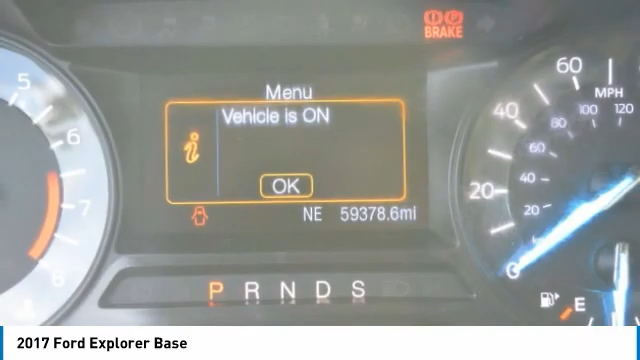 BRAKE
Menu
Vehicle is ON
i
OK
NE 59378.6mi
P R N D S
5
6
7
8
60
MPH
100 120
40
80
60
20
40
20
E
2017 Ford Explorer Base